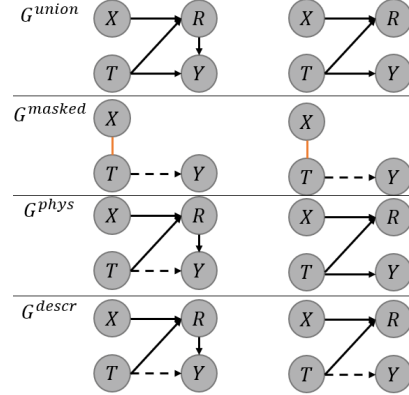 G^union X R X R
T Y T Y
G^masked X X
T Y T Y
G^phys X R X R
T Y T Y
G^descr X R X R
T Y T Y